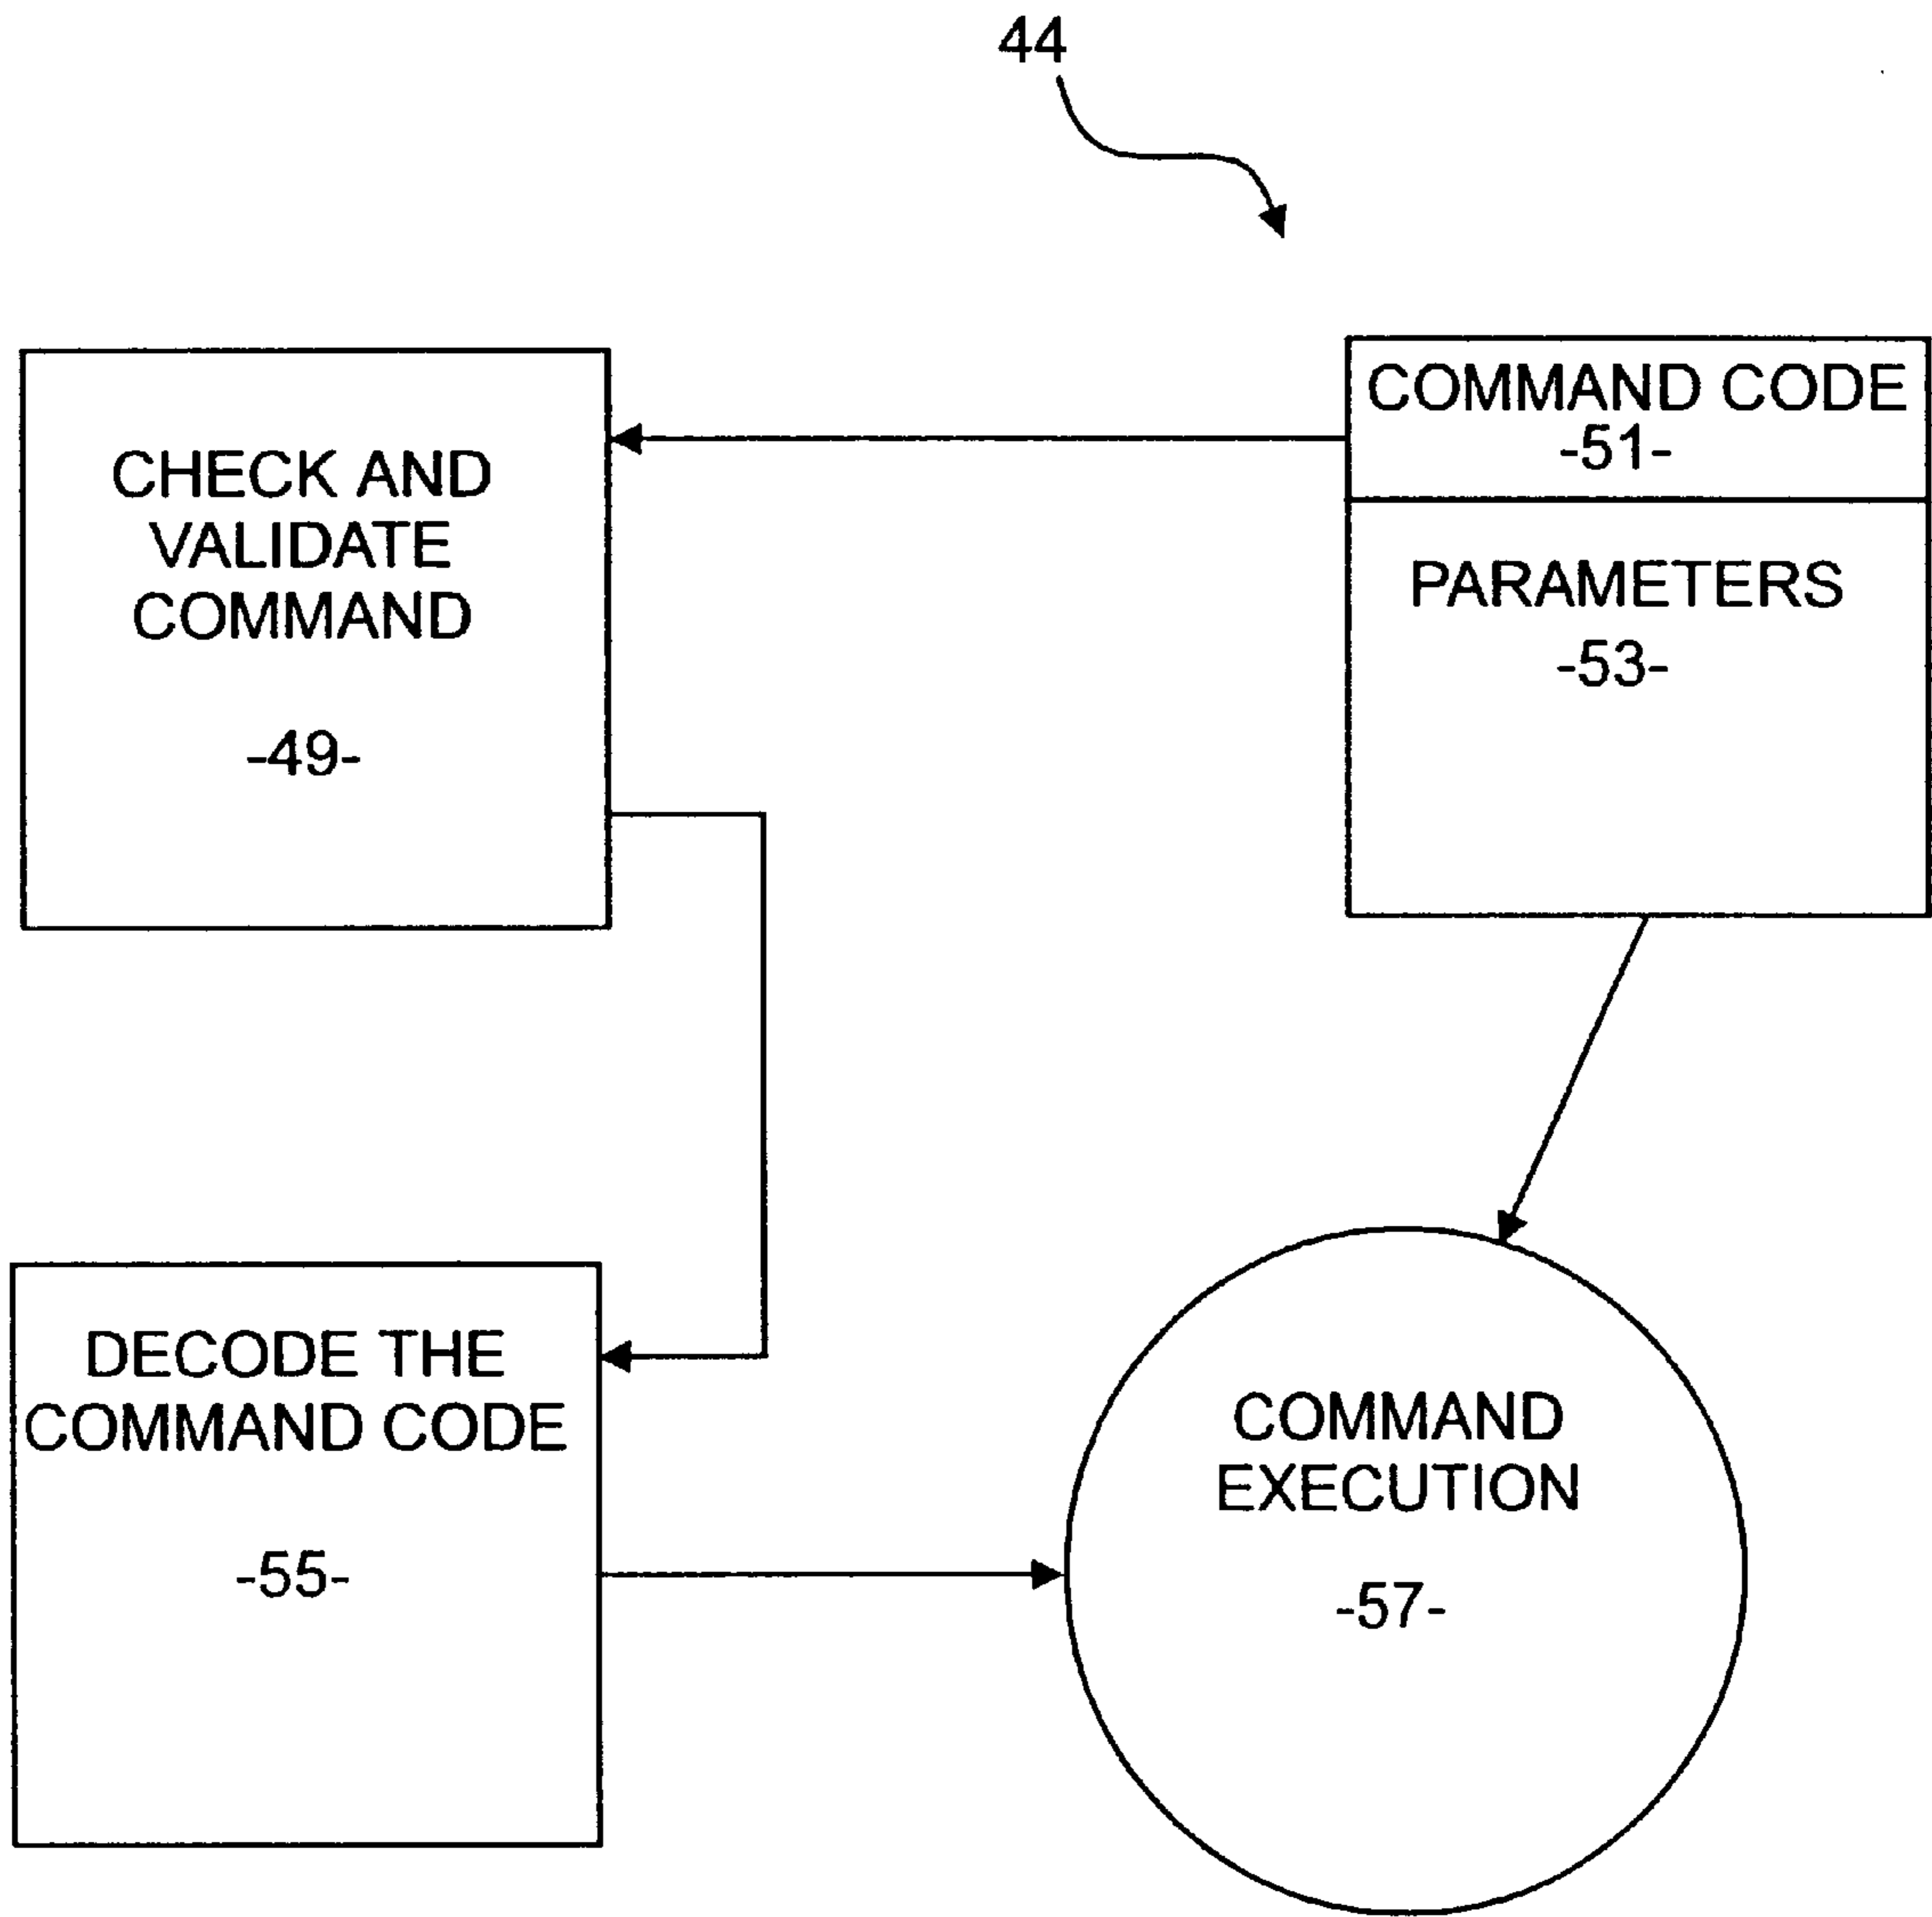 44
COMMAND CODE
-51-
PARAMETERS
-53-
CHECK AND
VALIDATE
COMMAND
-49-
DECODE THE
COMMAND CODE
-55-
COMMAND
EXECUTION
-57-